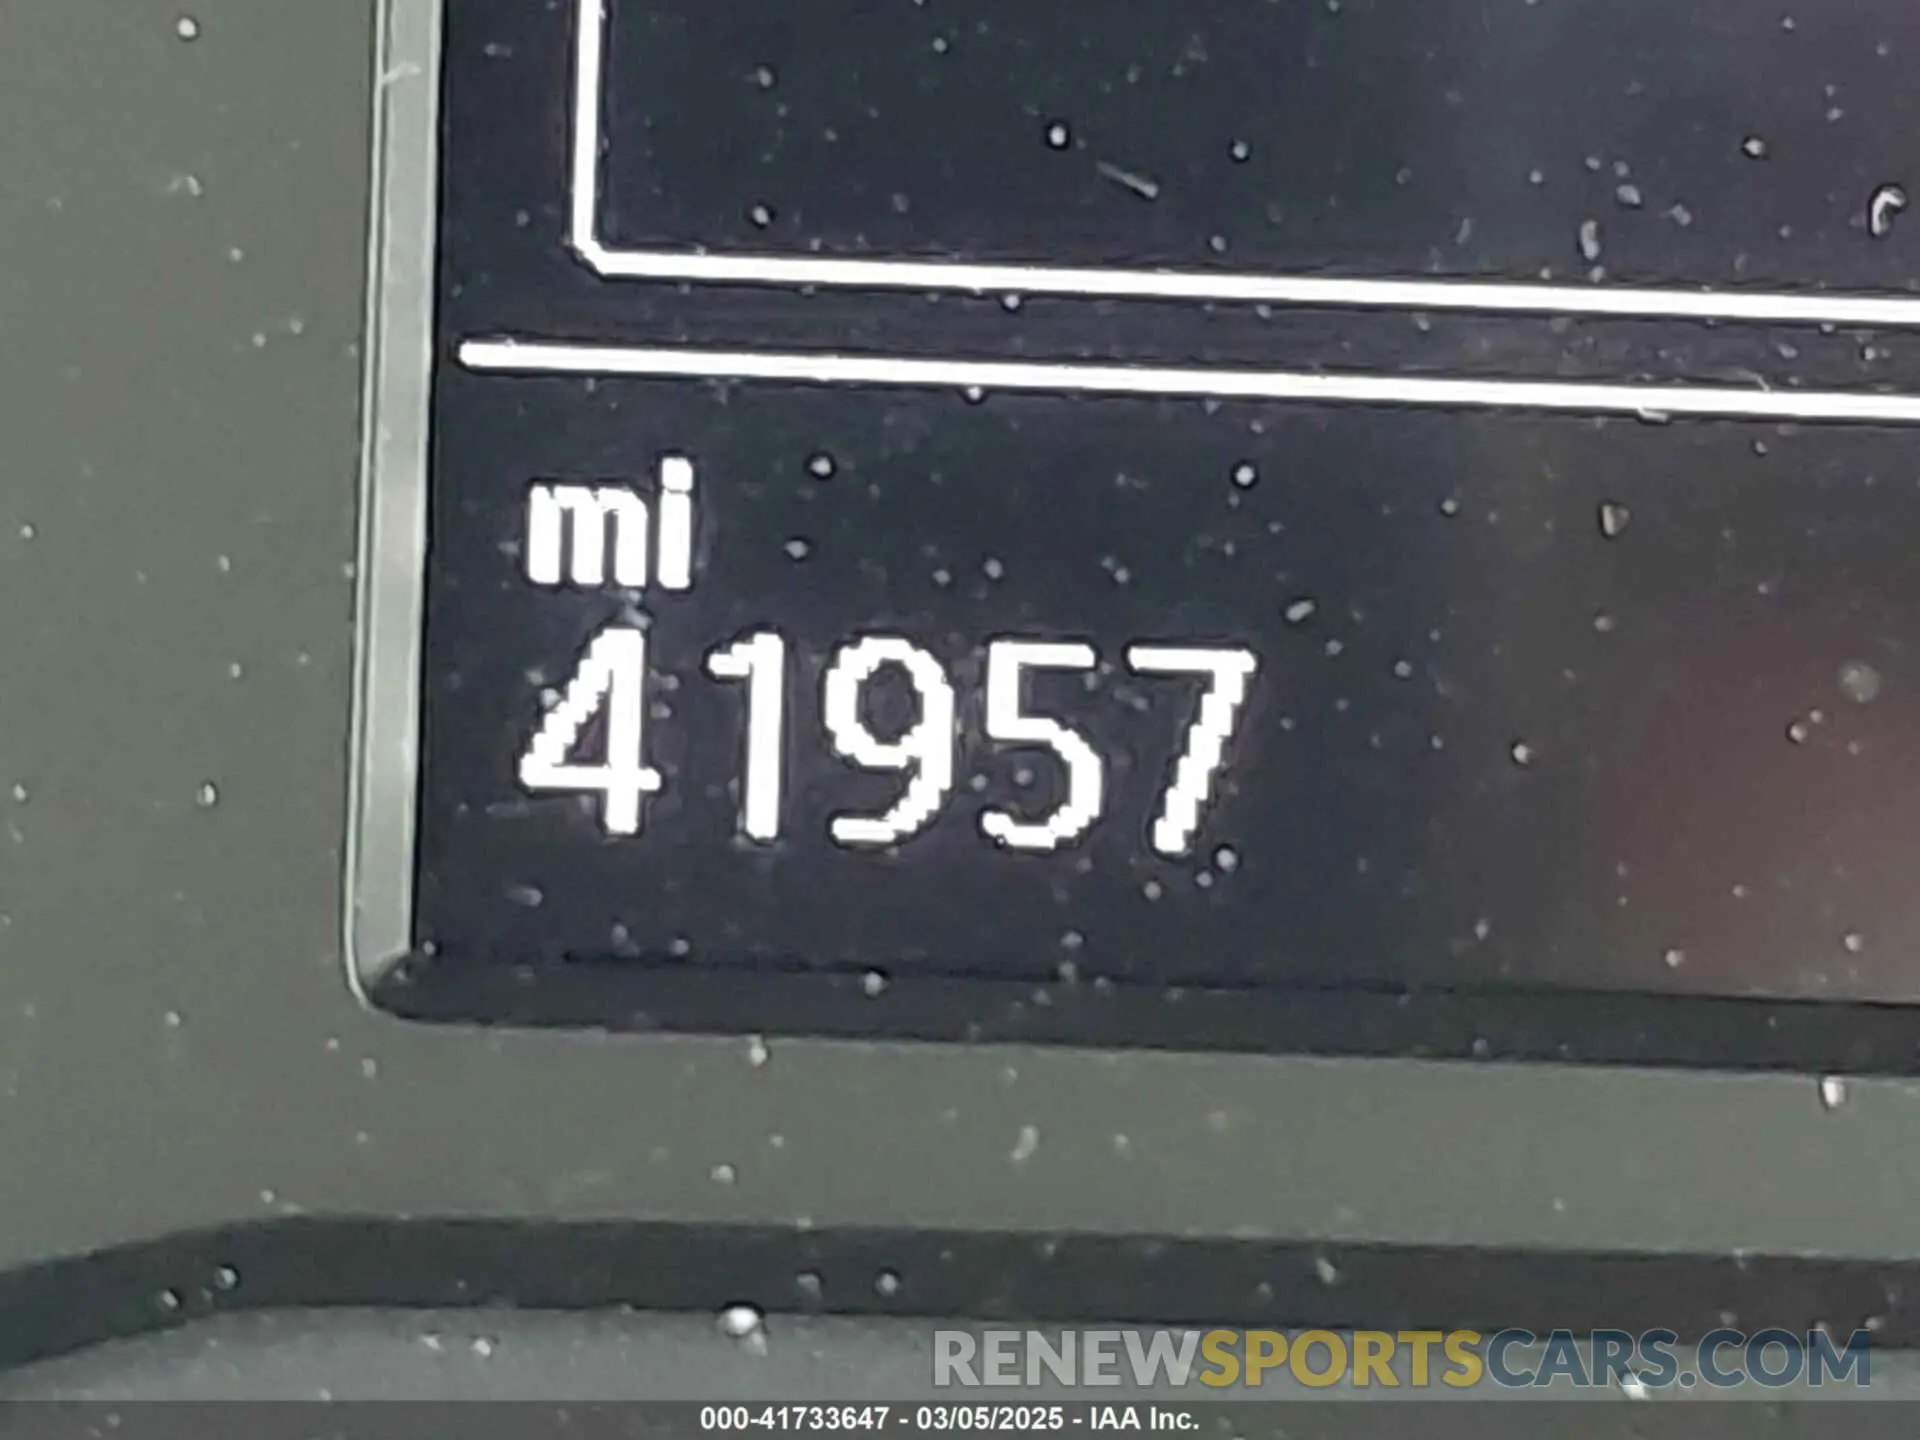 mi
41957
RENEWSPORTSCARS.COM
000-41733647 - 03/05/2025 - IAA Inc.